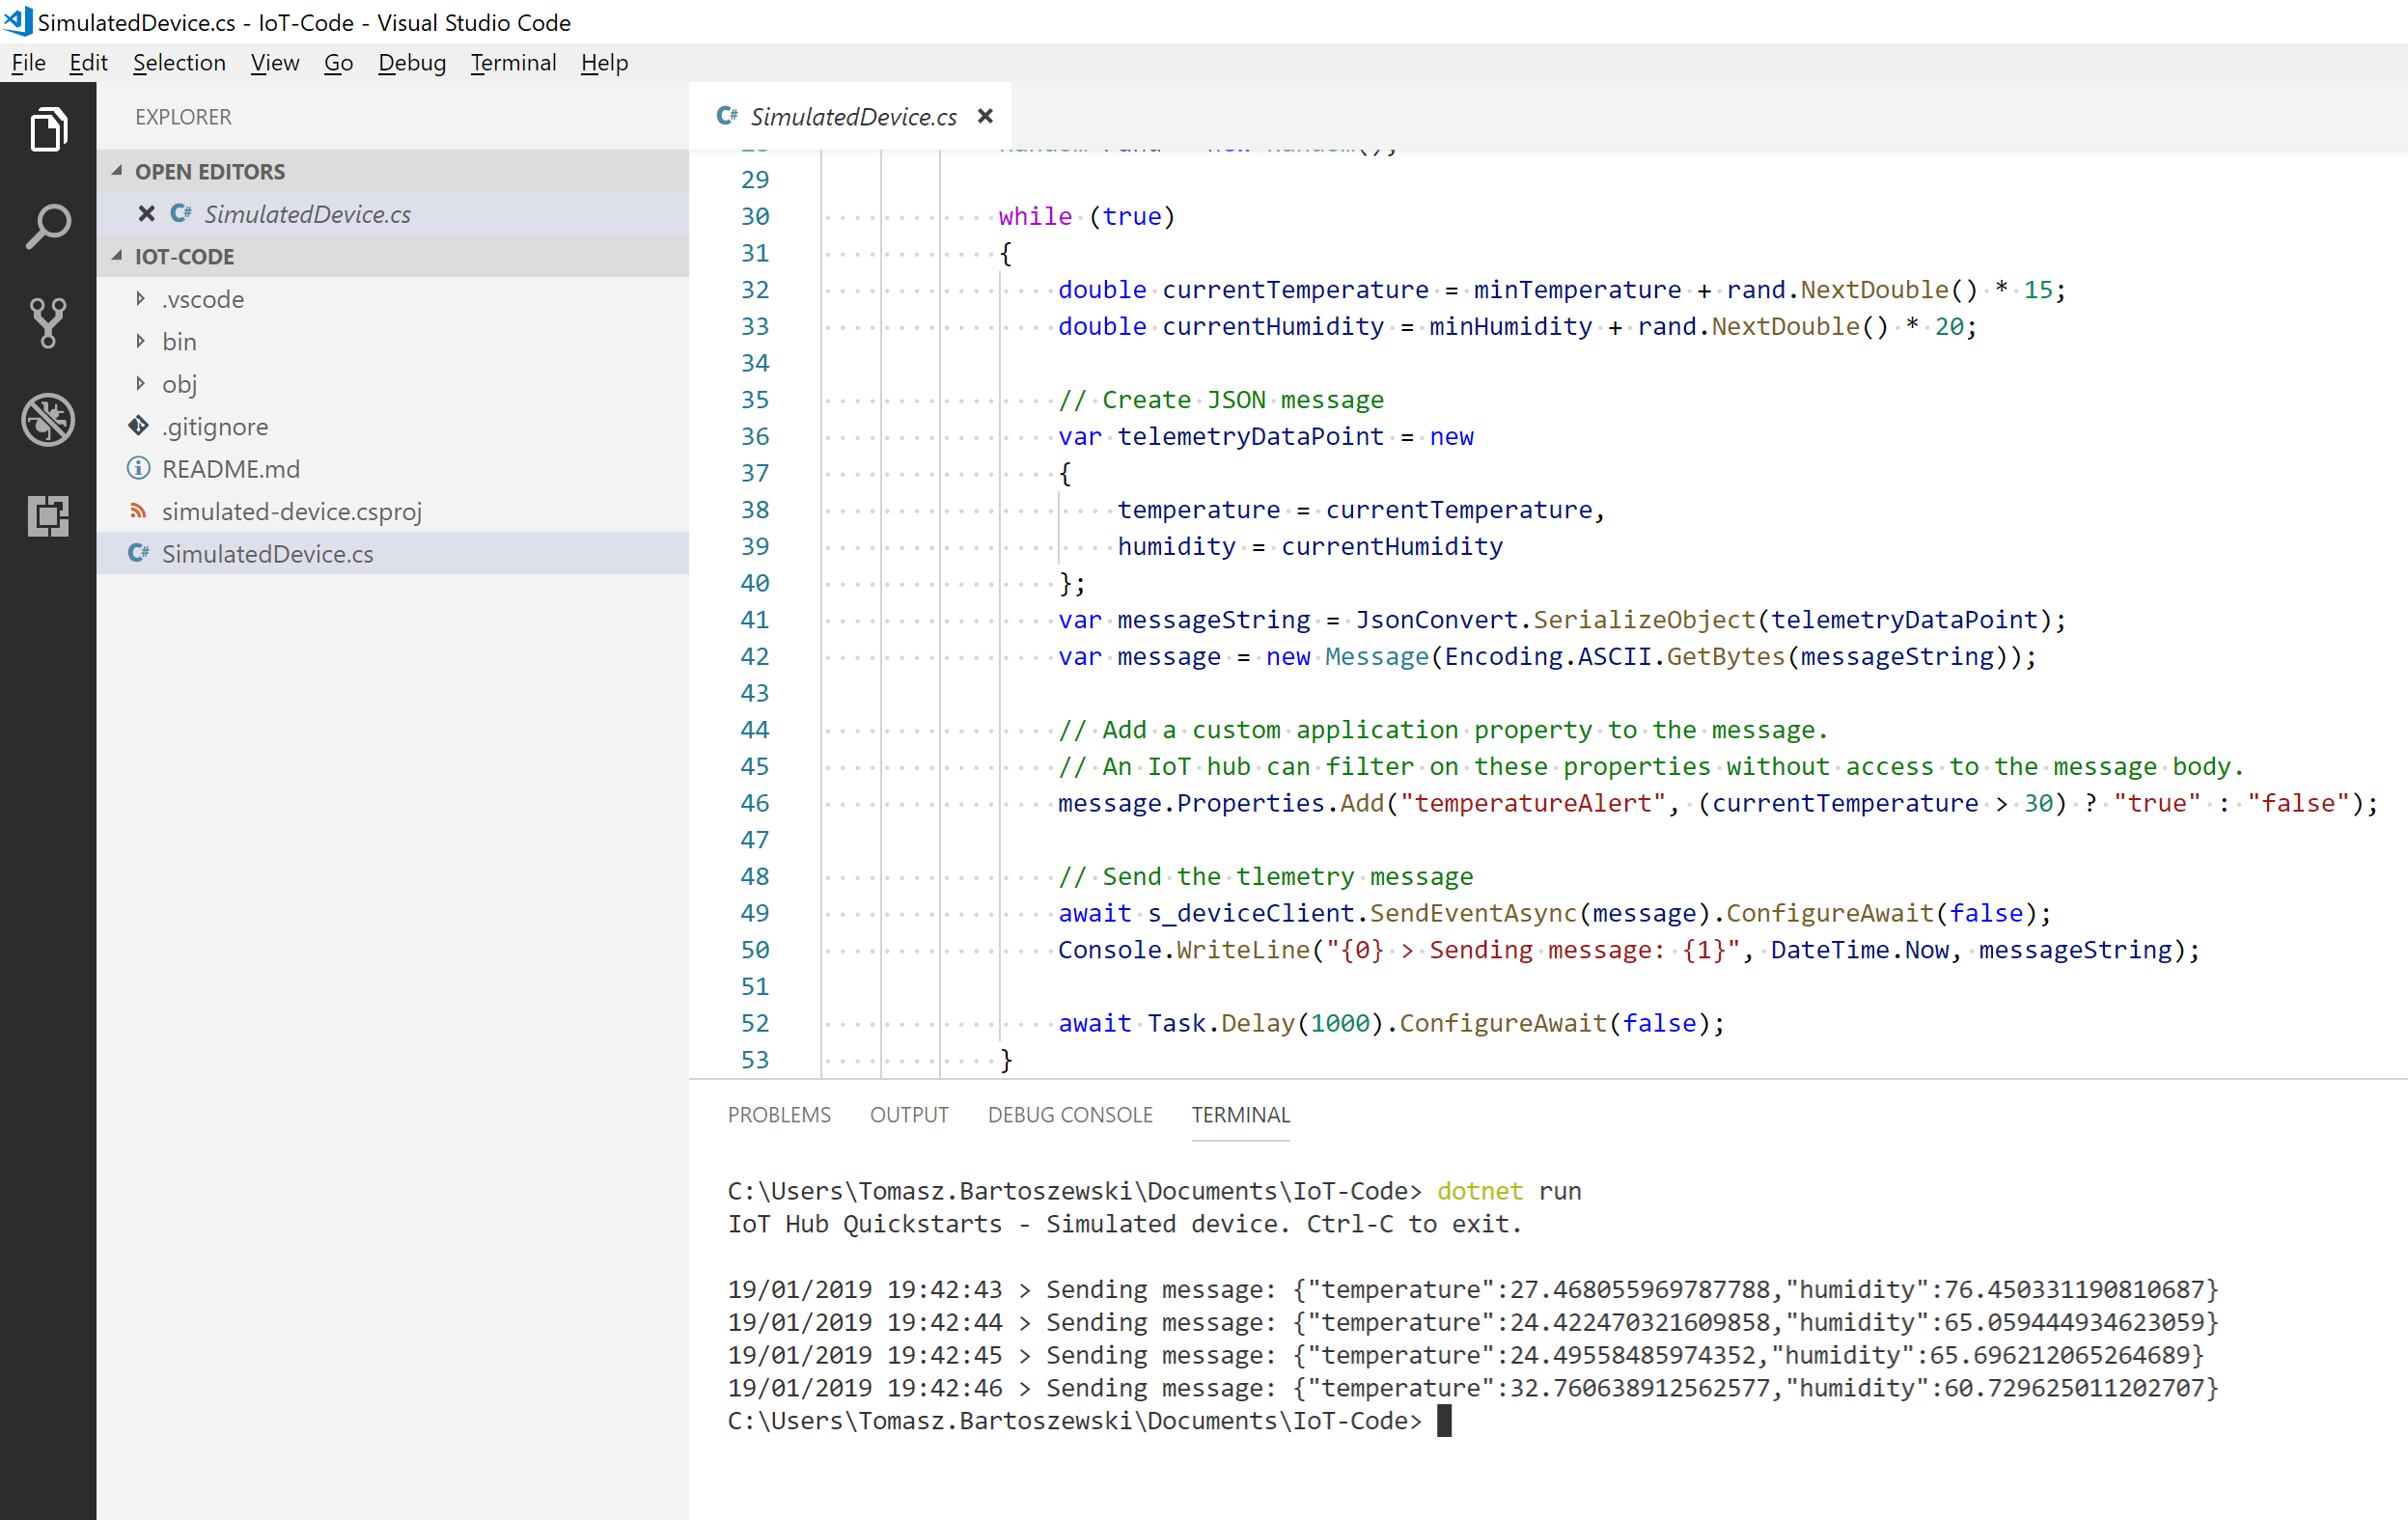 SimulatedDevice.cs - IoT-Code - Visual Studio Code
File Edit Selection View Go Debug Terminal Help
EXPLORER
OPEN EDITORS
SimulatedDevice.cs
IOT-CODE
.vscode
bin
obj
.gitignore
README.md
simulated-device.csproj
SimulatedDevice.cs
SimulatedDevice.cs
29
30 while (true)
31 {
32 double currentTemperature = minTemperature + rand.NextDouble() * 15;
33 double currentHumidity = minHumidity + rand.NextDouble() * 20;
34
35 // Create JSON message
36 var telemetryDataPoint = new
37 {
38 temperature = currentTemperature,
39 humidity = currentHumidity
40 };
41 var messageString = JsonConvert.SerializeObject(telemetryDataPoint);
42 var message = new Message(Encoding.ASCII.GetBytes(messageString));
43
44 // Add a custom application property to the message.
45 // An IoT hub can filter on these properties without access to the message body.
46 message.Properties.Add("temperatureAlert", (currentTemperature > 30) ? "true" : "false");
47
48 // Send the tlemetry message
49 await s_deviceClient.SendEventAsync(message).ConfigureAwait(false);
50 Console.WriteLine("{0} > Sending message: {1}", DateTime.Now, messageString);
51
52 await Task.Delay(1000).ConfigureAwait(false);
53 }
PROBLEMS OUTPUT DEBUG CONSOLE TERMINAL
C:\Users\Tomasz.Bartoszewski\Documents\IoT-Code> dotnet run
IoT Hub Quickstarts - Simulated device. Ctrl-C to exit.
19/01/2019 19:42:43 > Sending message: {"temperature":27.468055969787788,"humidity":76.450331190810687}
19/01/2019 19:42:44 > Sending message: {"temperature":24.422470321609858,"humidity":65.059444934623059}
19/01/2019 19:42:45 > Sending message: {"temperature":24.49558485974352,"humidity":65.696212065264689}
19/01/2019 19:42:46 > Sending message: {"temperature":32.760638912562577,"humidity":60.729625011202707}
C:\Users\Tomasz.Bartoszewski\Documents\IoT-Code>